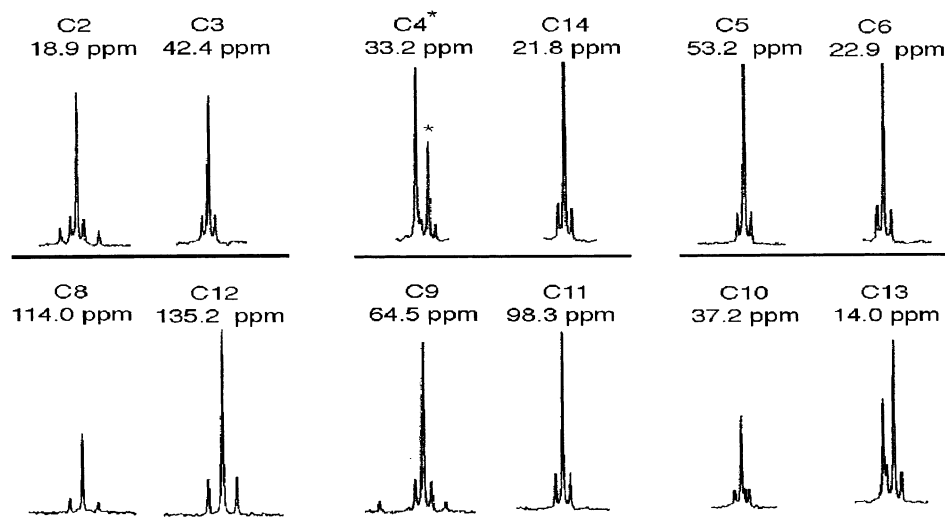 C2 C3 C4* C14 C5 C6
18.9 ppm 42.4 ppm 33.2 ppm 21.8 ppm 53.2 ppm 22.9 ppm
*
C8 C12 C9 C11 C10 C13
114.0 ppm 135.2 ppm 64.5 ppm 98.3 ppm 37.2 ppm 14.0 ppm